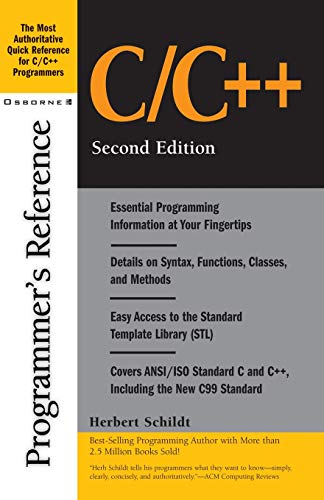 The Most
Authoritative
Quick Reference
for C/C++
Programmers
OSBORNE
Programmer's Reference
C/C++
Second Edition
Essential Programming
Information at Your Fingertips
Details on Syntax, Functions, Classes,
and Methods
Easy Access to the Standard
Template Library (STL)
Covers ANSI/ISO Standard C and C++,
Including the New C99 Standard
Herbert Schildt
Best-Selling Programming Author with More than
2.5 Million Books Sold!
"Herb Schildt tells his programmers what they want to know—simply,
clearly, concisely, and authoritatively."—ACM Computing Reviews